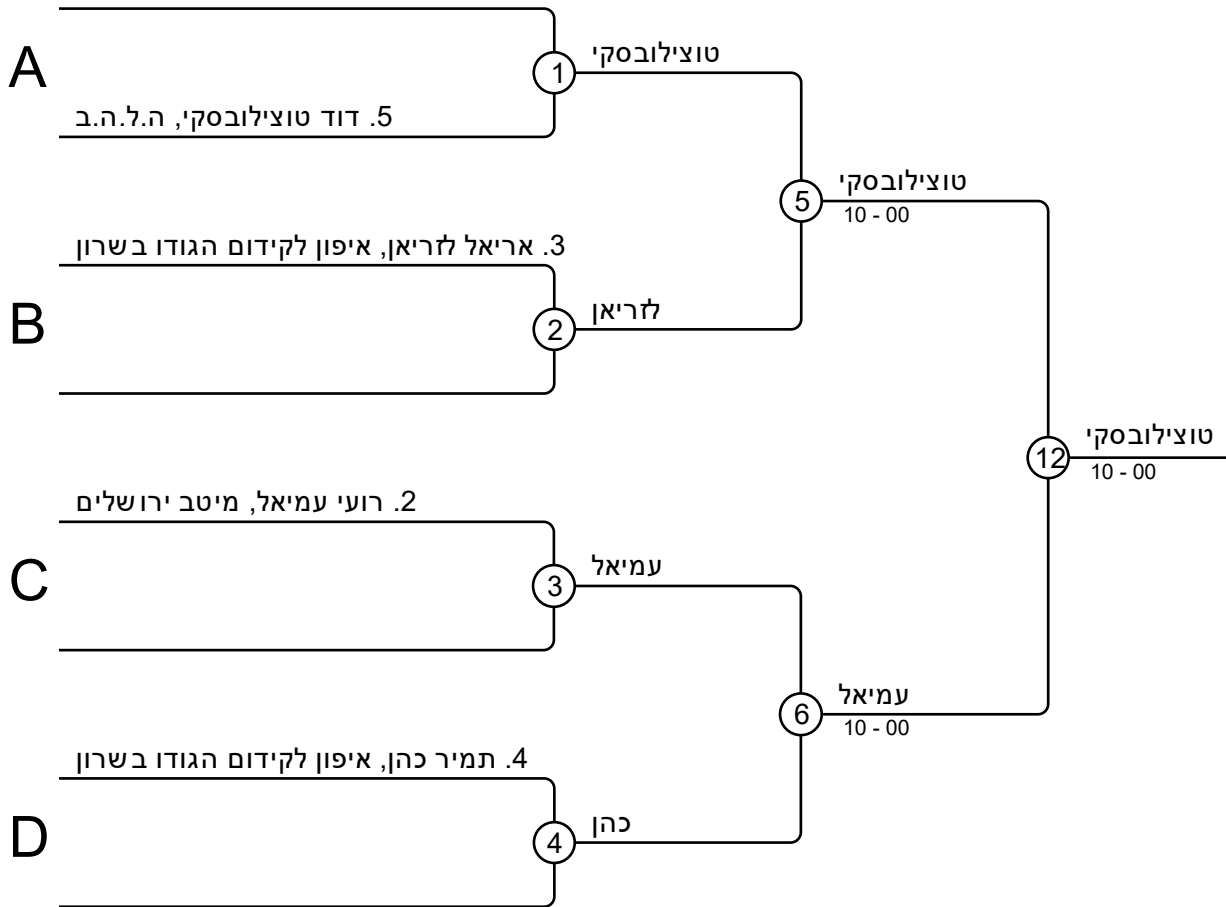 A
1
טוצילובסקי
5. דוד טוצילובסקי, ה.ל.ה.ב
5
טוצילובסקי
10 - 00
3. אריאל לזריאן, איפון לקידום הגודו בשרון
B
2
לזריאן
12
טוצילובסקי
10 - 00
2. רועי עמיאל, מיטב ירושלים
C
3
עמיאל
6
עמיאל
10 - 00
4. תמיר כהן, איפון לקידום הגודו בשרון
D
4
כהן